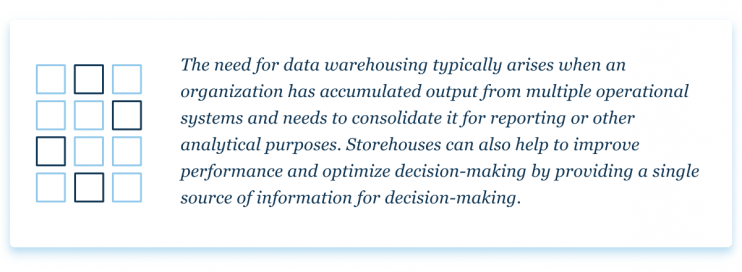 The need for data warehousing typically arises when an
organization has accumulated output from multiple operational
systems and needs to consolidate it for reporting or other
analytical purposes. Storehouses can also help to improve
performance and optimize decision-making by providing a single
source of information for decision-making.